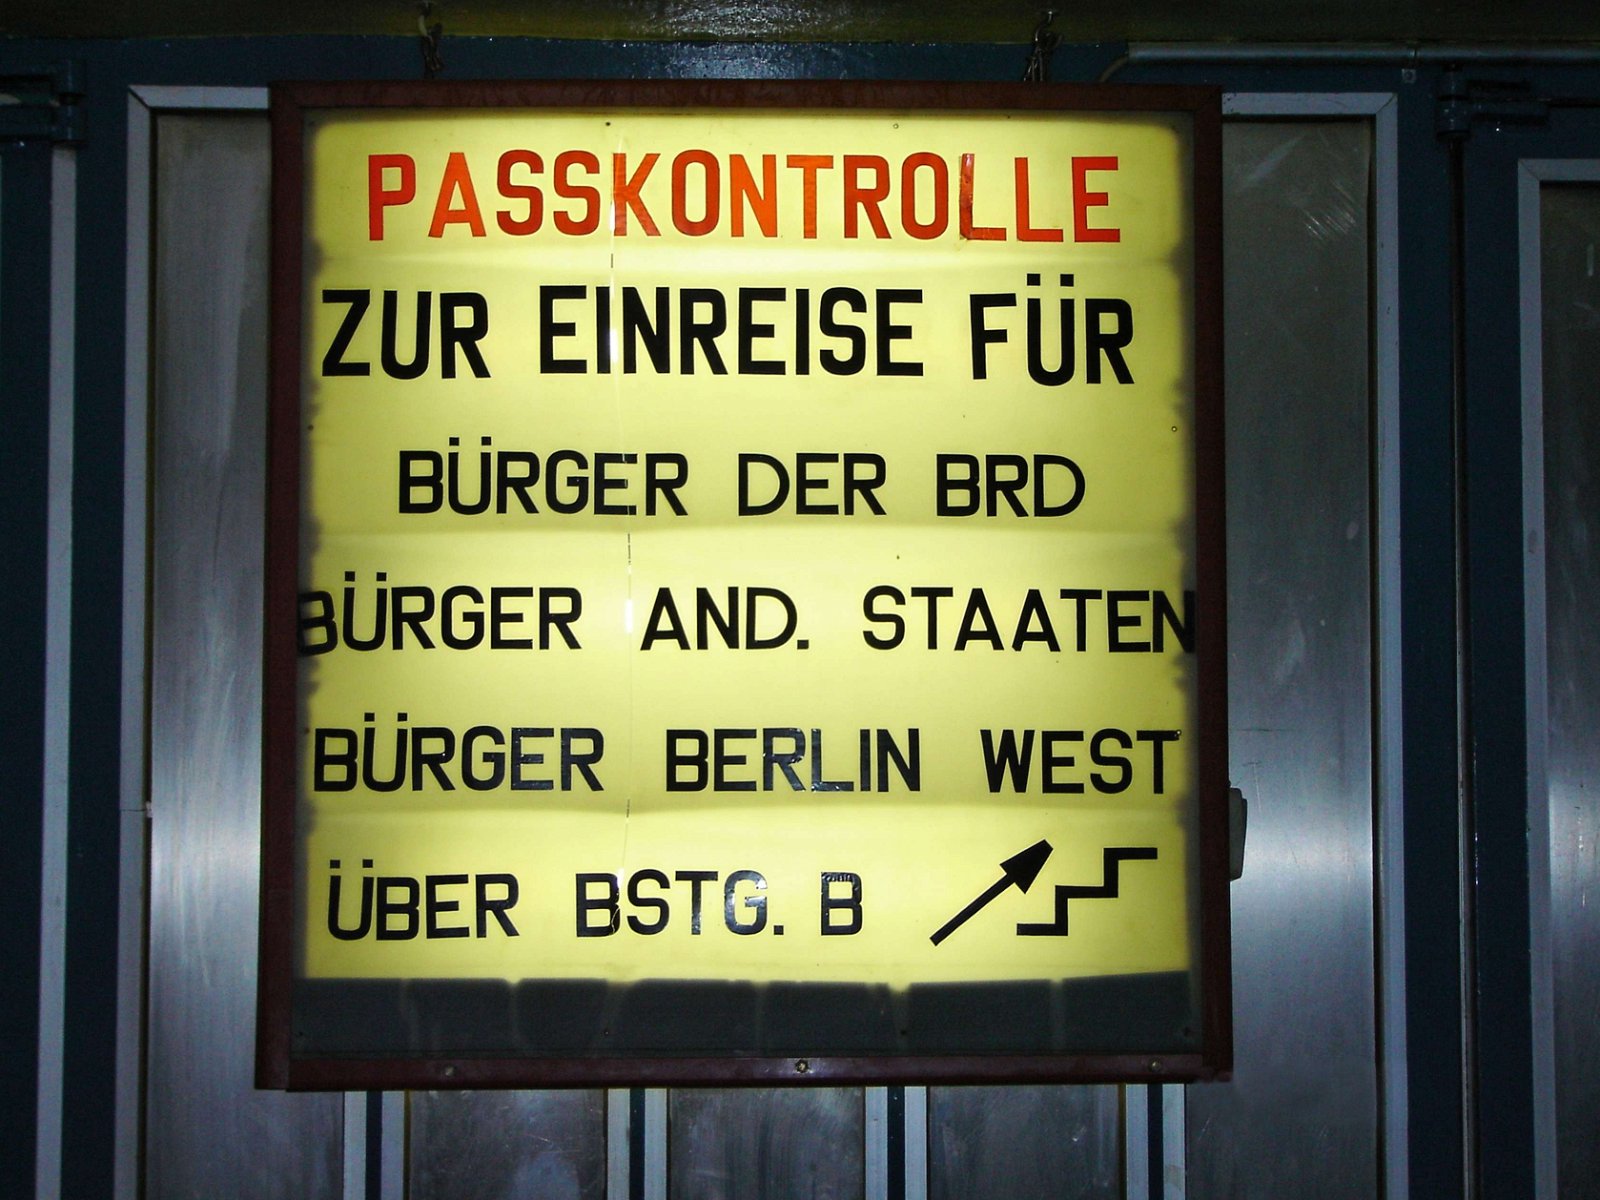 PASSKONTROLLE
ZUR EINREISE FÜR
BÜRGER DER BRD
BÜRGER AND. STAATEN
BÜRGER BERLIN WEST
ÜBER BSTG. B